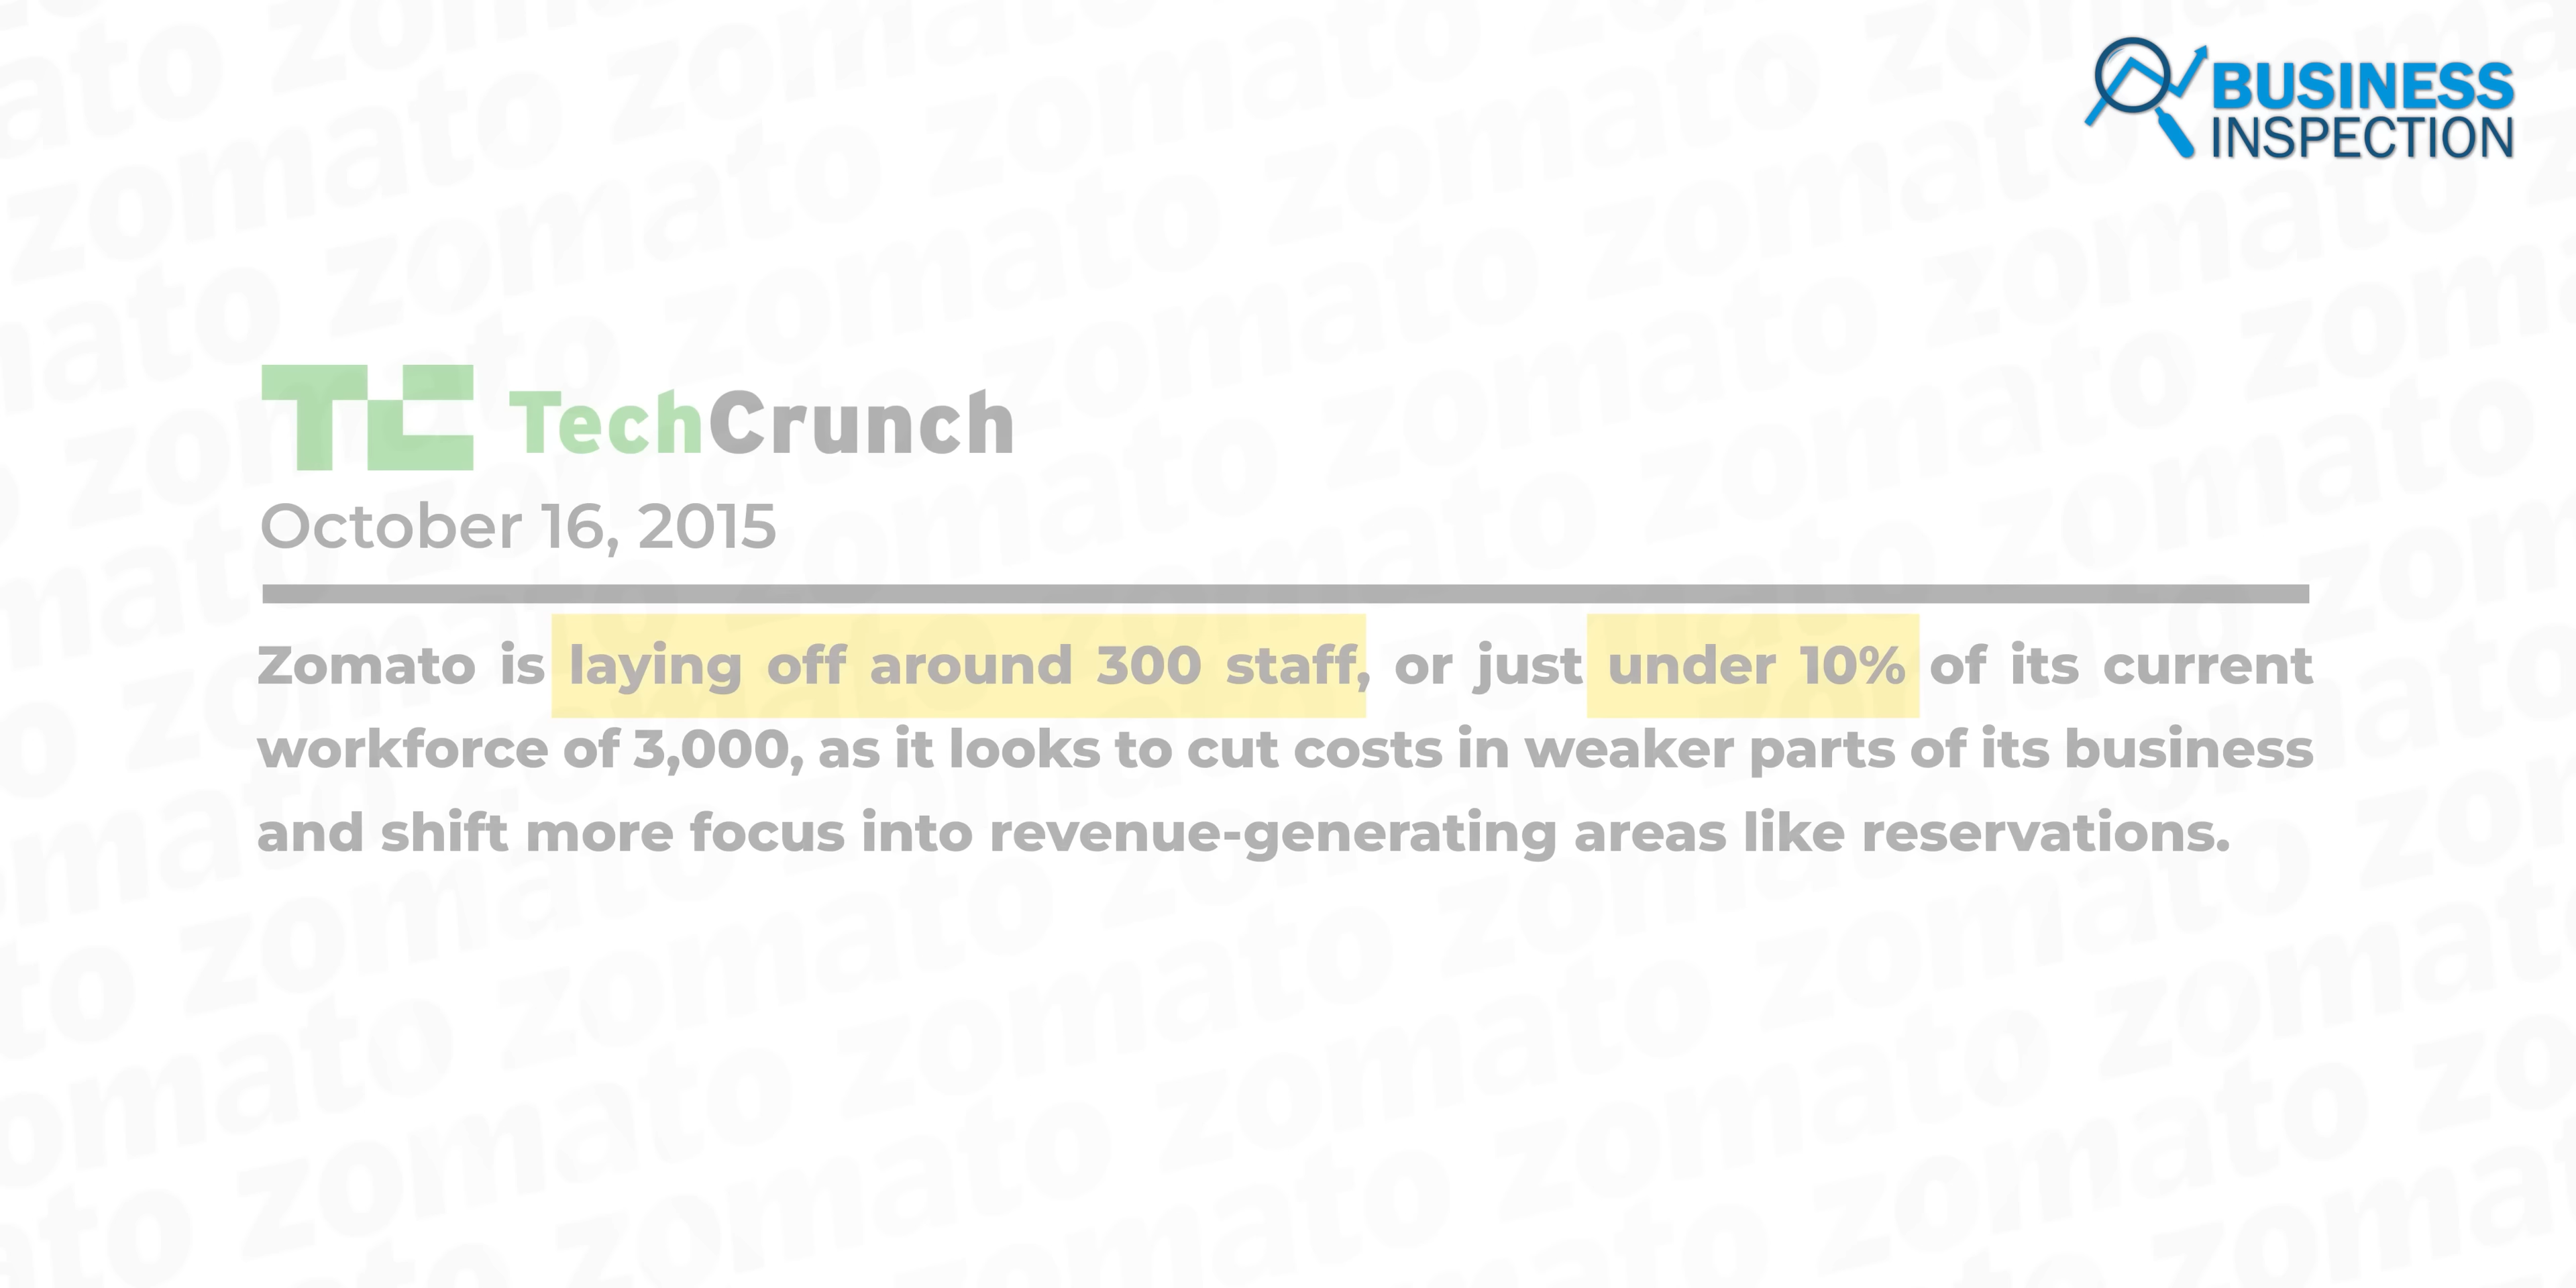 BUSINESS
INSPECTION
TC TechCrunch
October 16, 2015
Zomato is laying off around 300 staff, or just under 10% of its current
workforce of 3,000, as it looks to cut costs in weaker parts of its business
and shift more focus into revenue-generating areas like reservations.